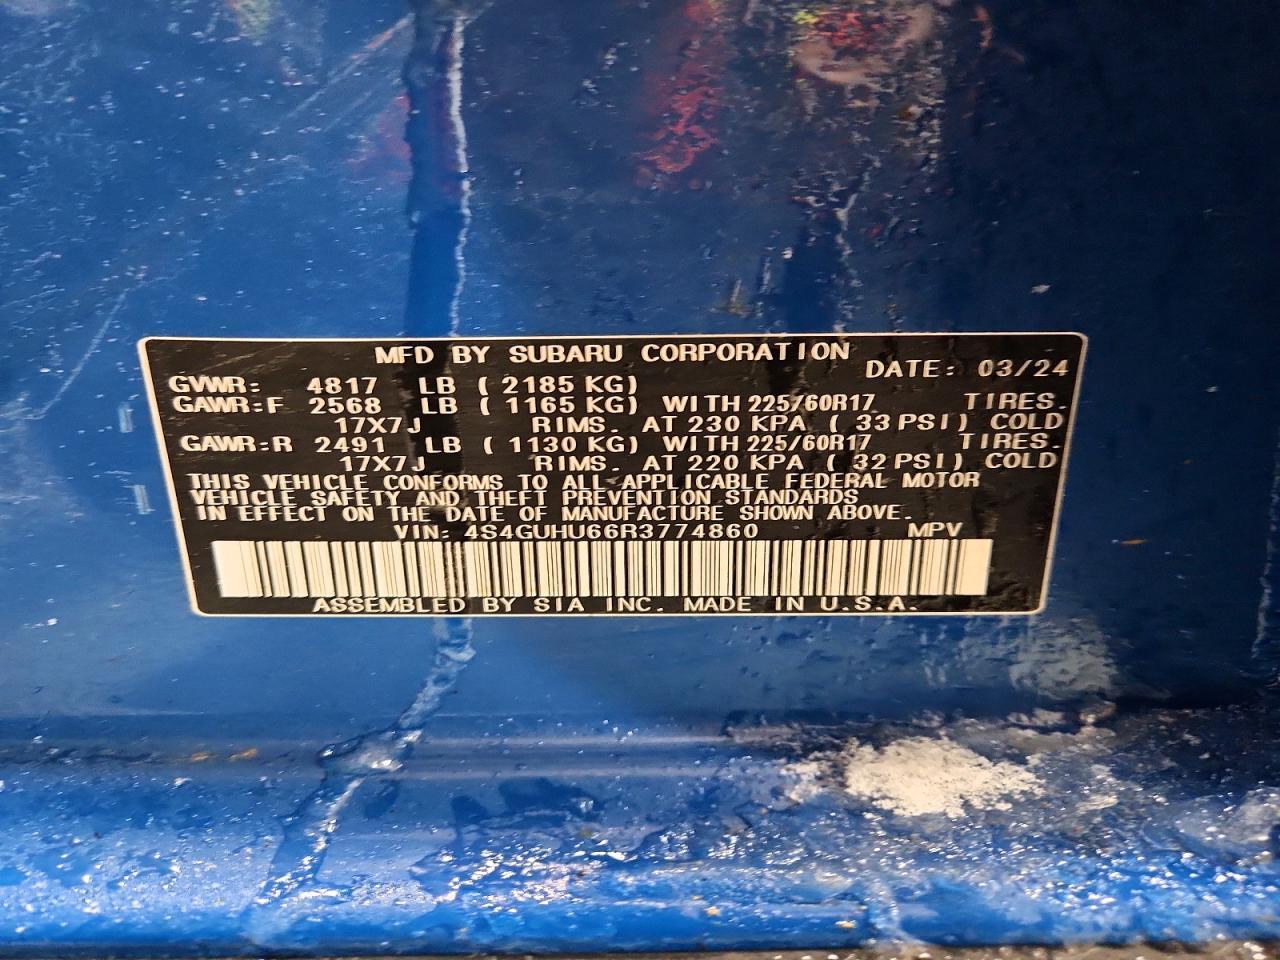 MFD BY SUBARU CORPORATION
DATE: 03/24
GVWR: 4817 LB ( 2185 KG)
GAWR:F 2568 LB ( 1165 KG) WITH 225/60R17 TIRES.
17X7J RIMS. AT 230 KPA ( 33 PSI) COLD
GAWR:R 2491 LB ( 1130 KG) WITH 225/60R17 TIRES.
17X7J RIMS. AT 220 KPA ( 32 PSI) COLD
THIS VEHICLE CONFORMS TO ALL APPLICABLE FEDERAL MOTOR
VEHICLE SAFETY AND THEFT PREVENTION STANDARDS
IN EFFECT ON THE DATE OF MANUFACTURE SHOWN ABOVE.
VIN: 4S4GUHU66R3774860 MPV
ASSEMBLED BY SIA INC. MADE IN U.S.A.